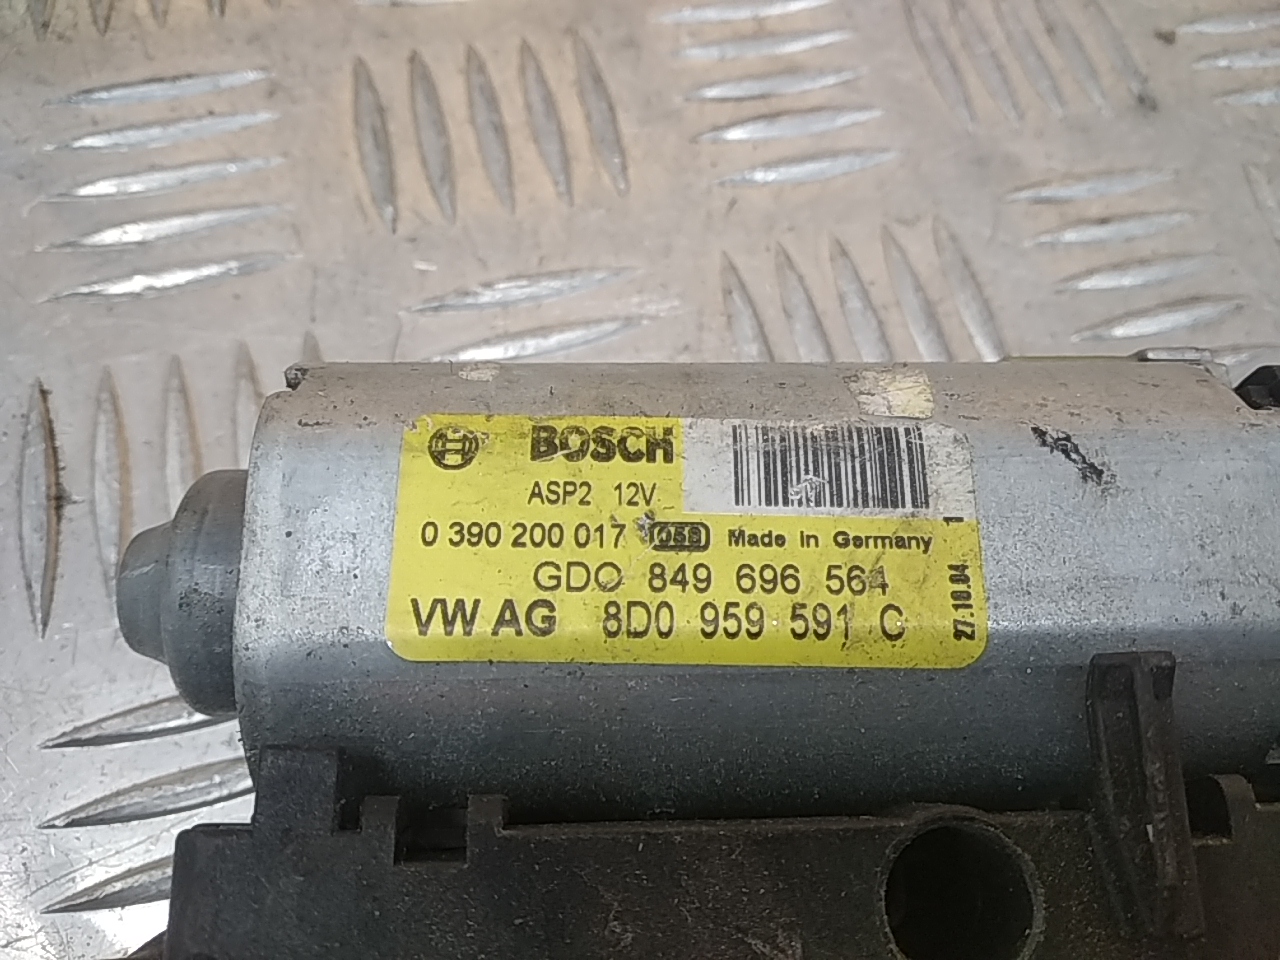 BOSCH
ASP2 12V
0 390 200 017 058 Made in Germany
GDO 849 696 564
VW AG 8D0 959 591 C
27.10.04 1